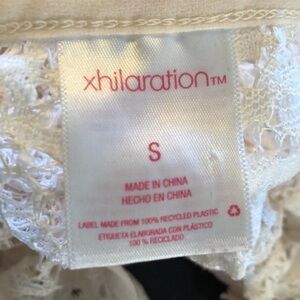 xhilaration™
S
MADE IN CHINA
HECHO EN CHINA
LABEL MADE FROM 100% RECYCLED PLASTIC
ETIQUETA ELABORADA CON PLÁSTICO
100 % RECICLADO